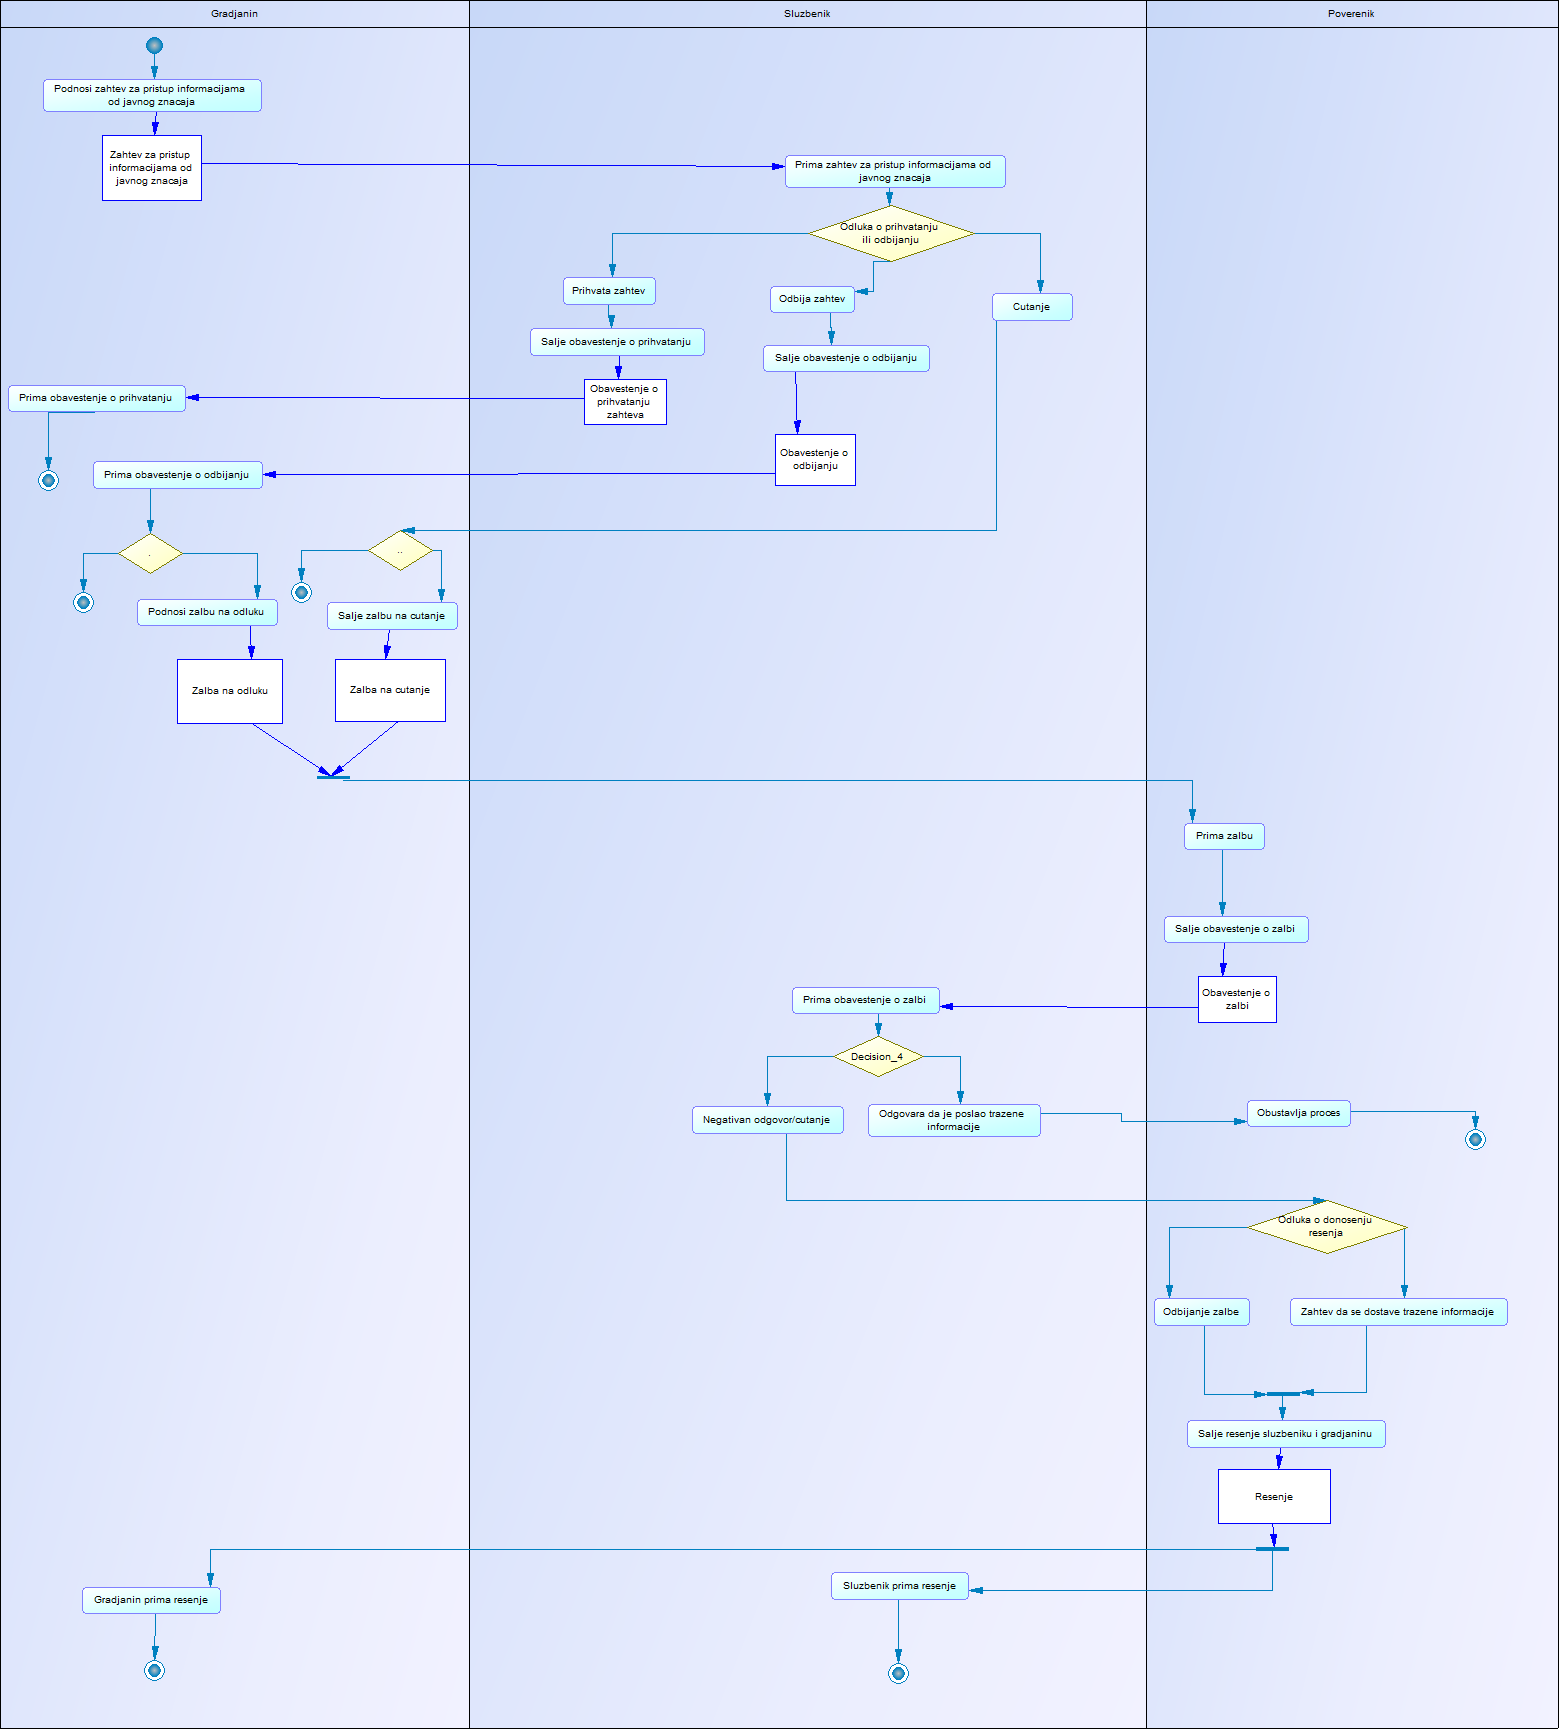 Gradjanin
Sluzbenik
Poverenik
Podnosi zahtev za pristup informacijama
od javnog znacaja
Zahtev za pristup
informacijama od
javnog znacaja
Prima zahtev za pristup informacijama od
javnog znacaja
Odluka o prihvatanju
ili odbijanju
Prihvata zahtev
Odbija zahtev
Cutanje
Salje obavestenje o prihvatanju
Salje obavestenje o odbijanju
Obavestenje o
prihvatanju
zahteva
Prima obavestenje o prihvatanju
Obavestenje o
odbijanju
Prima obavestenje o odbijanju
.
..
Podnosi zalbu na odluku
Salje zalbu na cutanje
Zalba na odluku
Zalba na cutanje
Prima zalbu
Salje obavestenje o zalbi
Obavestenje o
zalbi
Prima obavestenje o zalbi
Decision_4
Negativan odgovor/cutanje
Odgovara da je poslao trazene
informacije
Obustavlja proces
Odluka o donosenju
resenja
Odbijanje zalbe
Zahtev da se dostave trazene informacije
Salje resenje sluzbeniku i gradjaninu
Resenje
Gradjanin prima resenje
Sluzbenik prima resenje